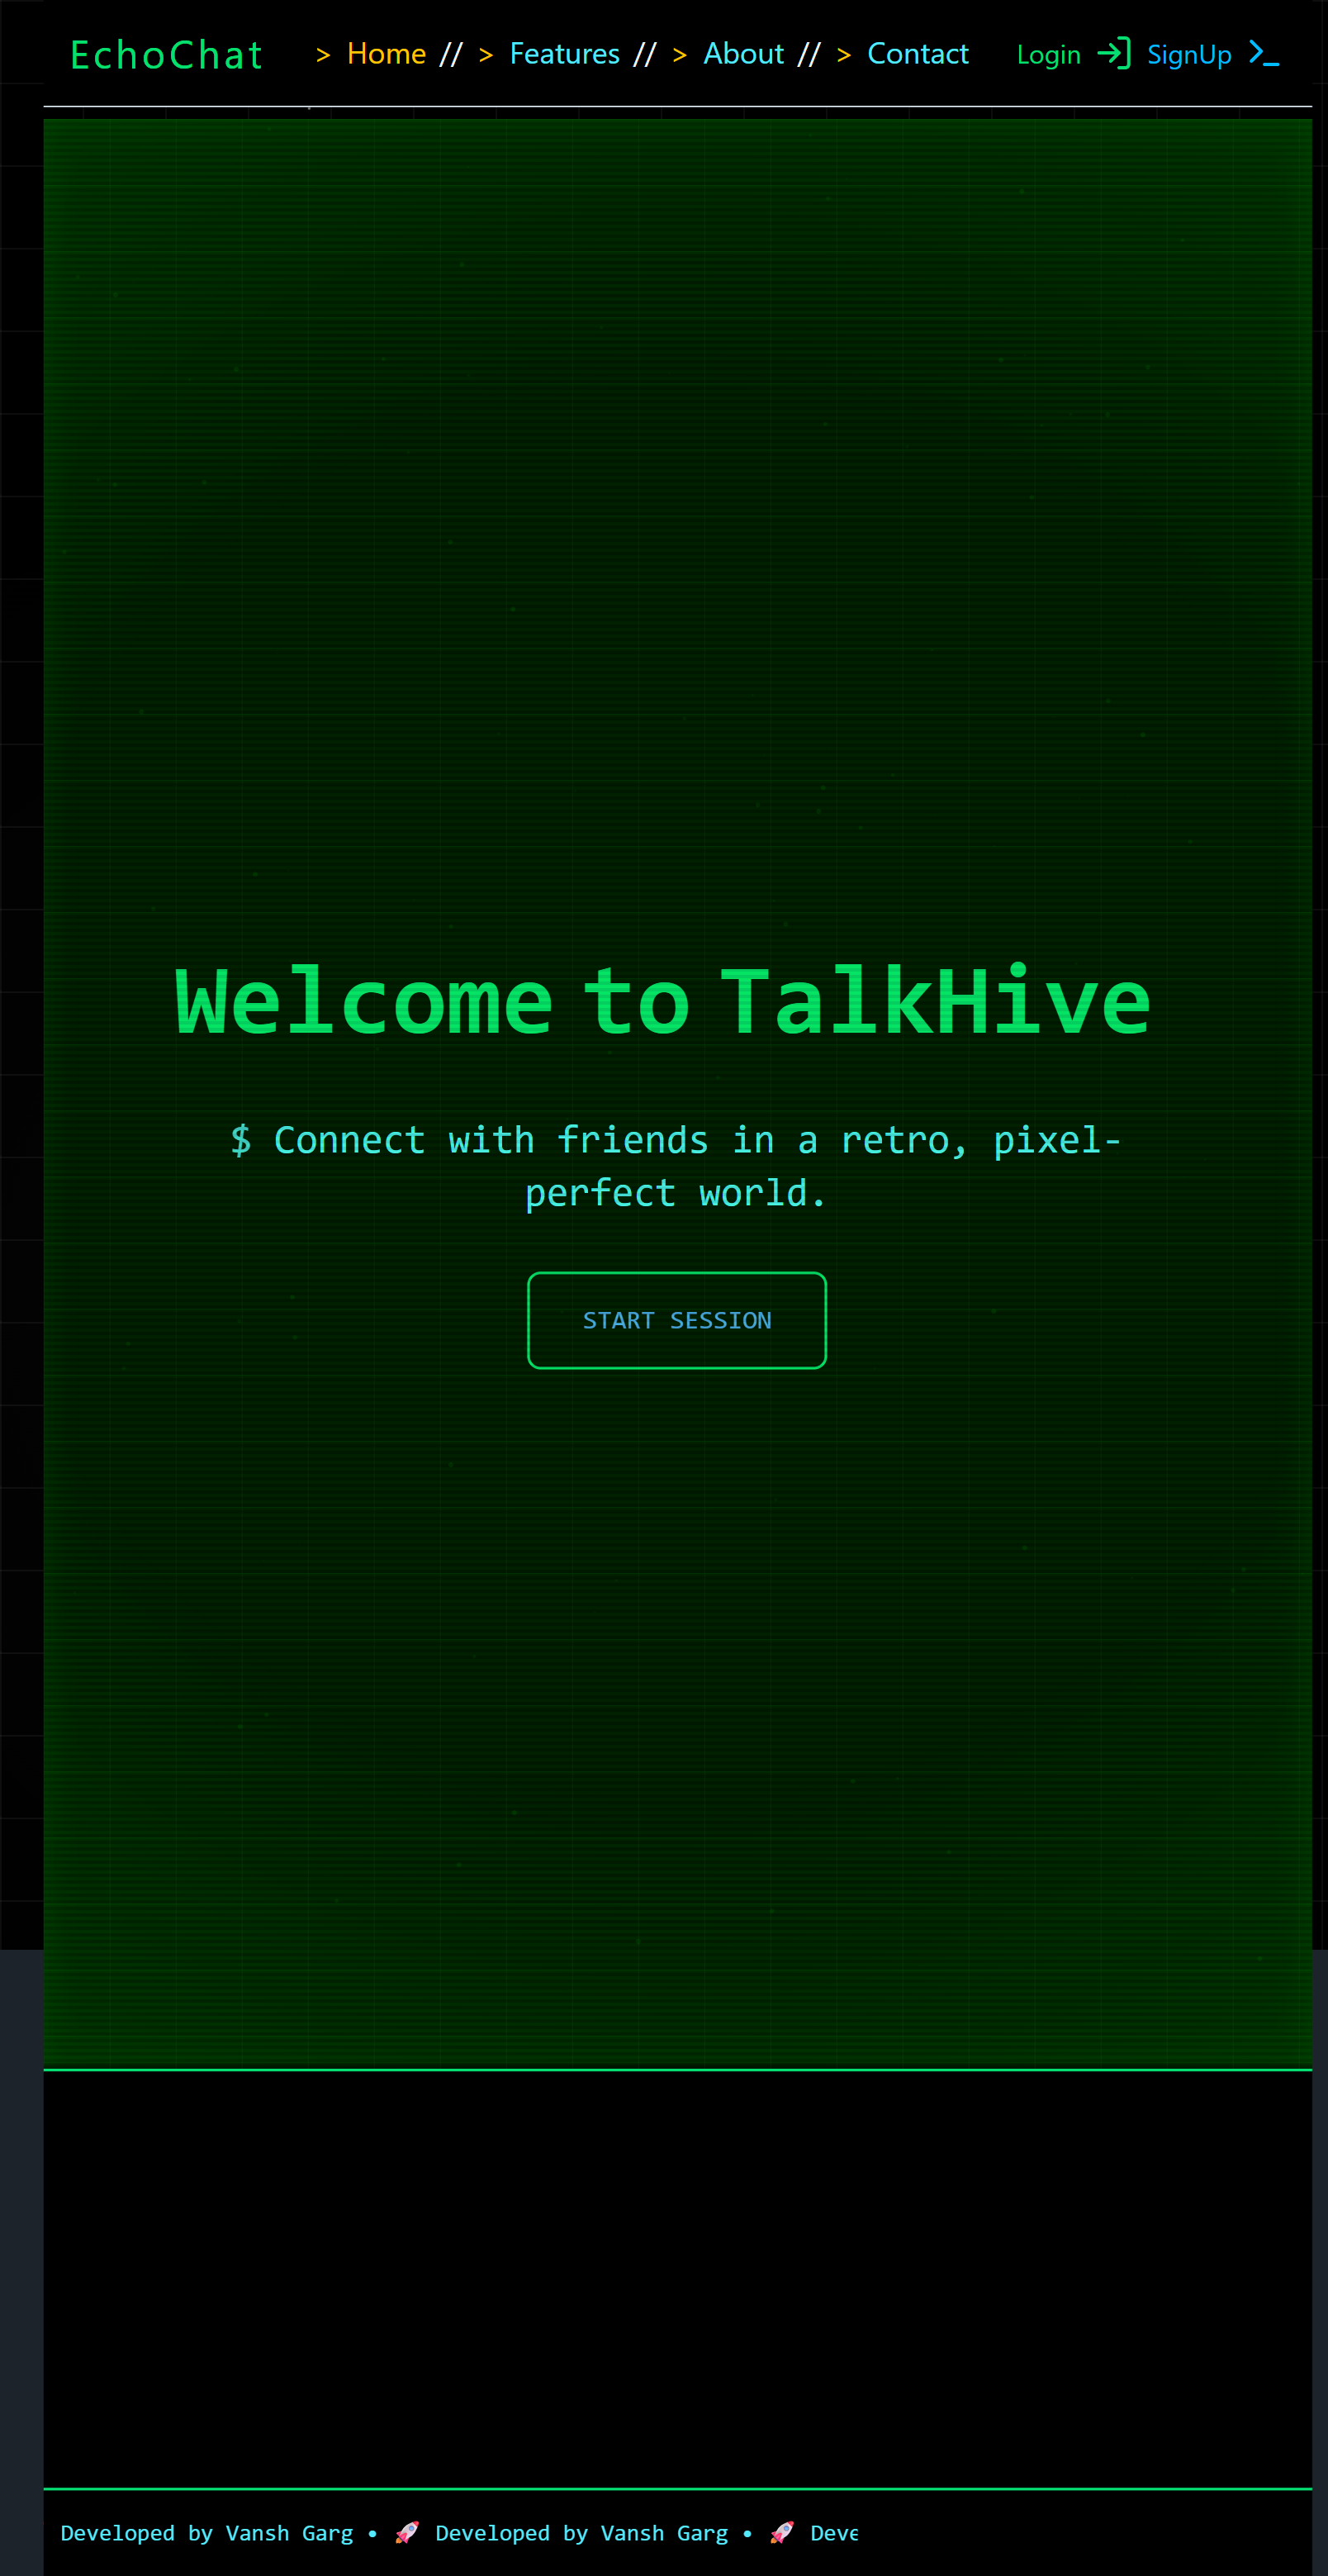 EchoChat > Home // > Features // > About // > Contact Login SignUp >_
Welcome to TalkHive
$ Connect with friends in a retro, pixel-
perfect world.
START SESSION
Developed by Vansh Garg • 🚀 Developed by Vansh Garg • 🚀 Deve